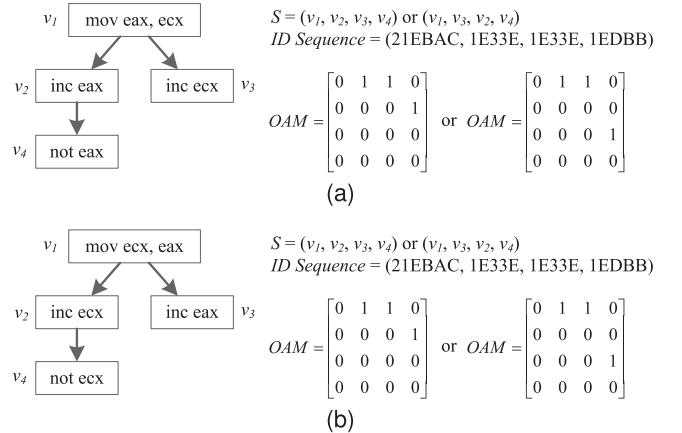 v1 mov eax, ecx
v2 inc eax inc ecx v3
v4 not eax
S = (v1, v2, v3, v4) or (v1, v3, v2, v4)
ID Sequence = (21EBAC, 1E33E, 1E33E, 1EDBB)
0 1 1 0 0 1 1 0
0 0 0 1 0 0 0 0
OAM = or OAM =
0 0 0 0 0 0 0 1
0 0 0 0 0 0 0 0
(a)
v1 mov ecx, eax
v2 inc ecx inc eax v3
v4 not ecx
S = (v1, v2, v3, v4) or (v1, v3, v2, v4)
ID Sequence = (21EBAC, 1E33E, 1E33E, 1EDBB)
0 1 1 0 0 1 1 0
0 0 0 1 0 0 0 0
OAM = or OAM =
0 0 0 0 0 0 0 1
0 0 0 0 0 0 0 0
(b)